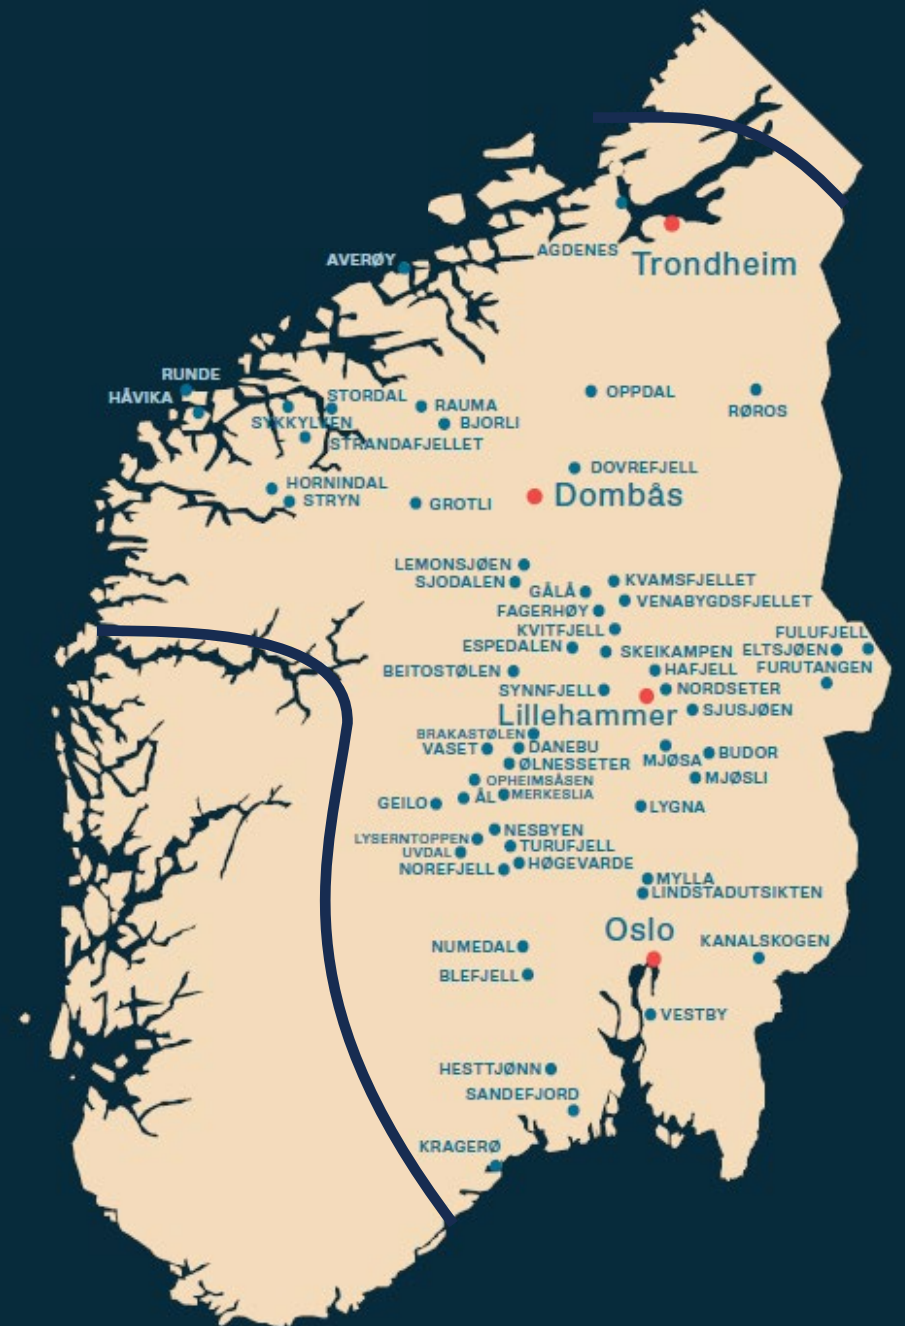 AGDENES
Trondheim
AVERØY
RUNDE
HÅVIKA
STORDAL
OPPDAL
RAUMA
RØROS
SYKKYLVEN
BJORLI
STRANDAFJELLET
DOVREFJELL
HORNINDAL
Dombås
STRYN
GROTLI
LEMONSJØEN
SJODALEN
KVAMSFJELLET
GÅLÅ
VENABYGDSFJELLET
FAGERHØY
KVITFJELL
FULUFJELL
ESPEDALEN
SKEIKAMPEN
ELTSJØEN
BEITOSTØLEN
HAFJELL
FURUTANGEN
SYNNFJELL
NORDSETER
Lillehammer
SJUSJØEN
BRAKASTØLEN
VASET
DANEBU
MJØSA
BUDOR
ØLNESSETER
OPHEIMSÅSEN
MJØSLI
ÅL
MERKESLIA
GEILO
LYGNA
NESBYEN
LYSERNTOPPEN
TURUFJELL
UVDAL
HØGEVARDE
NOREFJELL
MYLLA
LINDSTADUTSIKTEN
Oslo
KANALSKOGEN
NUMEDAL
BLEFJELL
VESTBY
HESTTJØNN
SANDEFJORD
KRAGERØ